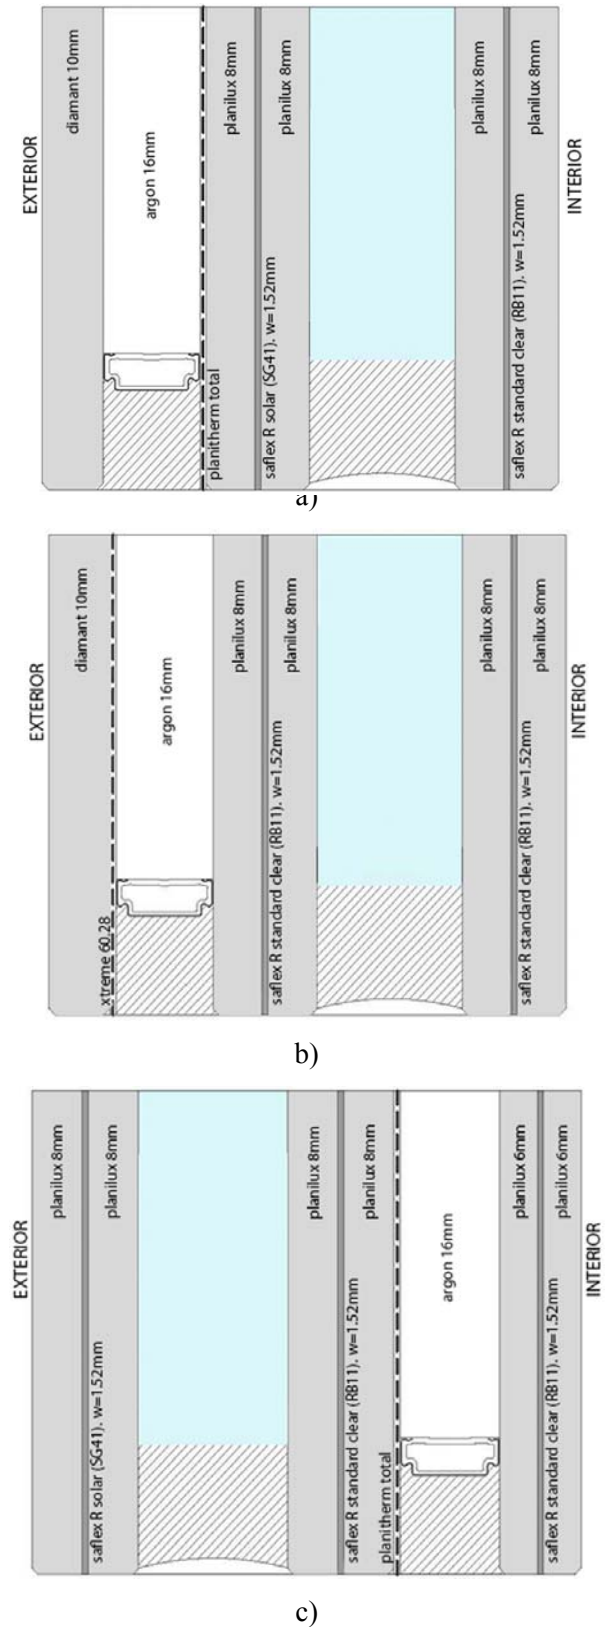 EXTERIOR
diamant 10mm
argon 16mm
planitherm total
planilux 8mm
saflex R solar (SG41). w=1.52mm
planilux 8mm
planilux 8mm
saflex R standard clear (RB11). w=1.52mm
planilux 8mm
INTERIOR
a)
EXTERIOR
diamant 10mm
xtreme 60.28
argon 16mm
planilux 8mm
saflex R standard clear (RB11). w=1.52mm
planilux 8mm
planilux 8mm
saflex R standard clear (RB11). w=1.52mm
planilux 8mm
INTERIOR
b)
EXTERIOR
planilux 8mm
saflex R solar (SG41). w=152mm
planilux 8mm
planilux 8mm
saflex R standard clear (RB11). w=1.52mm
planilux 8mm
planitherm total
argon 16mm
planilux 6mm
saflex R standard clear (RB11). w=1.52mm
planilux 6mm
INTERIOR
c)